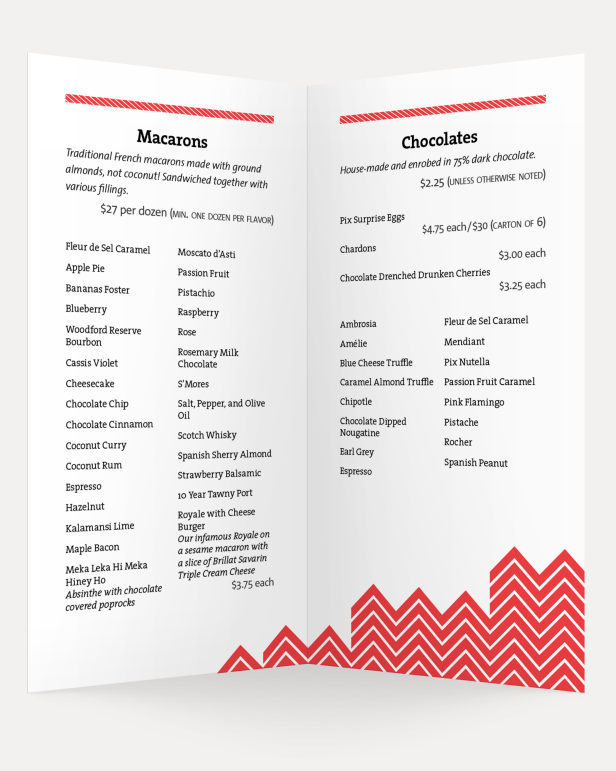 Macarons
Traditional French macarons made with ground
almonds, not coconut! Sandwiched together with
various fillings.
$27 per dozen (MIN. ONE DOZEN PER FLAVOR)
Fleur de Sel Caramel
Apple Pie
Bananas Foster
Blueberry
Woodford Reserve
Bourbon
Cassis Violet
Cheesecake
Chocolate Chip
Chocolate Cinnamon
Coconut Curry
Coconut Rum
Espresso
Hazelnut
Kalamansi Lime
Maple Bacon
Meka Leka Hi Meka
Hiney Ho
Absinthe with chocolate
covered poprocks
Moscato d'Asti
Passion Fruit
Pistachio
Raspberry
Rose
Rosemary Milk
Chocolate
S'Mores
Salt, Pepper, and Olive
Oil
Scotch Whisky
Spanish Sherry Almond
Strawberry Balsamic
10 Year Tawny Port
Royale with Cheese
Burger
Our infamous Royale on
a sesame macaron with
a slice of Brillat Savarin
Triple Cream Cheese
$3.75 each
Chocolates
House-made and enrobed in 75% dark chocolate.
$2.25 (UNLESS OTHERWISE NOTED)
Pix Surprise Eggs
$4.75 each/$30 (CARTON OF 6)
Chardons
$3.00 each
Chocolate Drenched Drunken Cherries
$3.25 each
Ambrosia
Amélie
Blue Cheese Truffle
Caramel Almond Truffle
Chipotle
Chocolate Dipped
Nougatine
Earl Grey
Espresso
Fleur de Sel Caramel
Mendiant
Pix Nutella
Passion Fruit Caramel
Pink Flamingo
Pistache
Rocher
Spanish Peanut